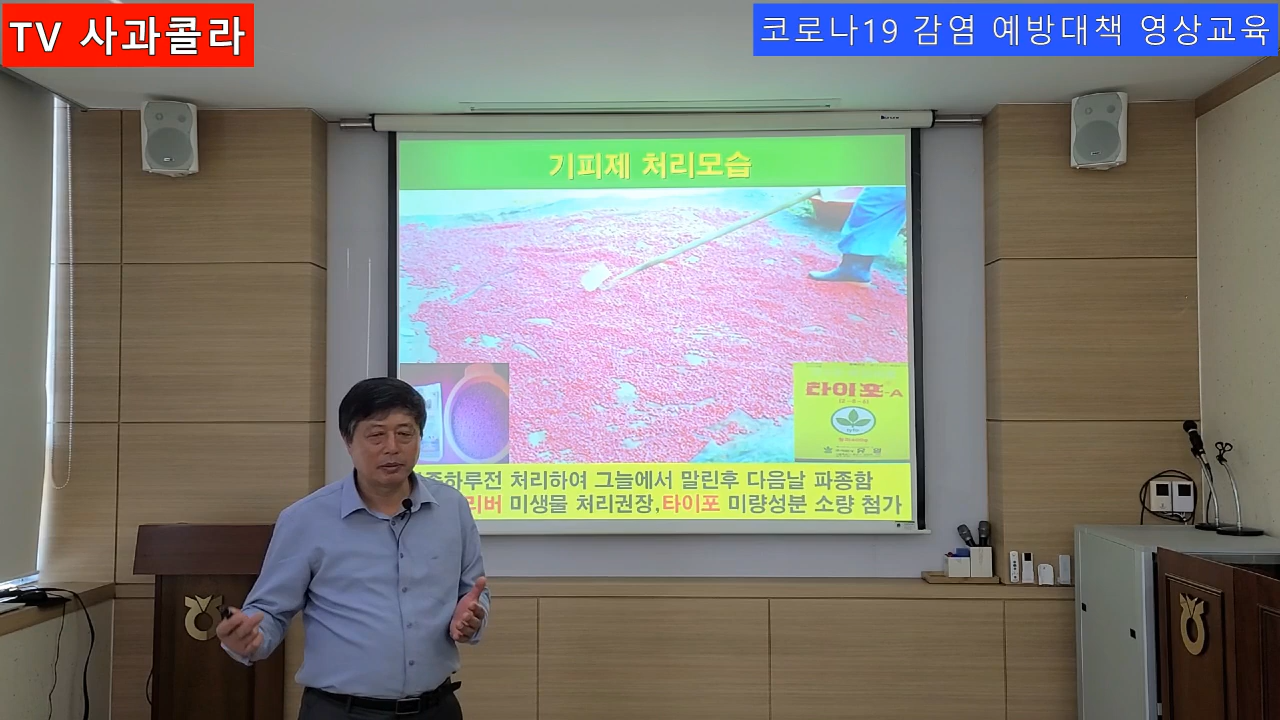 TV 사과콜라
코로나19 감염 예방대책 영상교육
기피제 처리모습
타이포-A
하루전 처리하여 그늘에서 말린후 다음날 파종함
리버 미생물 처리권장,타이포 미량성분 소량 첨가